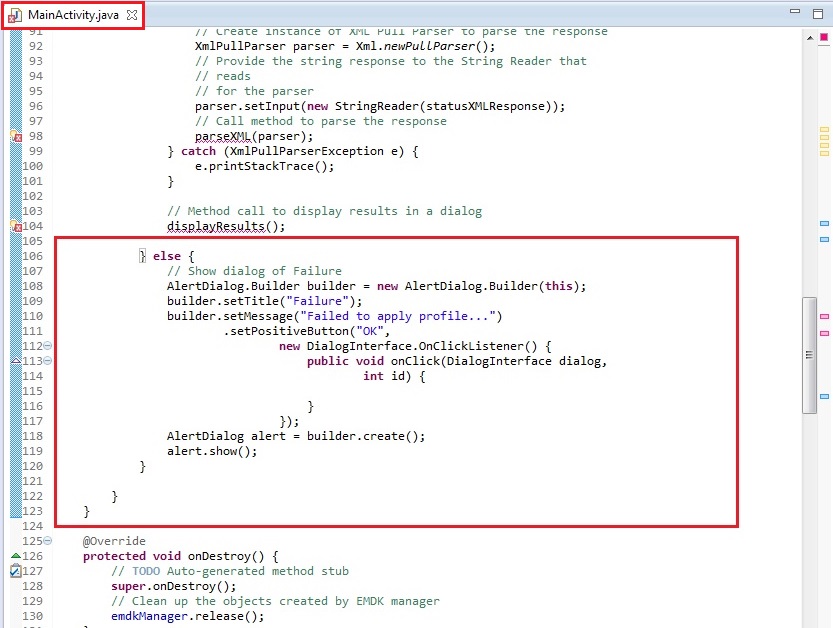 MainActivity.java
91 // Create instance of XML Pull Parser to parse the response
92 XmlPullParser parser = Xml.newPullParser();
93 // Provide the string response to the String Reader that
94 // reads
95 // for the parser
96 parser.setInput(new StringReader(statusXMLResponse));
97 // Call method to parse the response
98 parseXML(parser);
99 } catch (XmlPullParserException e) {
100 e.printStackTrace();
101 }
102
103 // Method call to display results in a dialog
104 displayResults();
105
106 } else {
107 // Show dialog of Failure
108 AlertDialog.Builder builder = new AlertDialog.Builder(this);
109 builder.setTitle("Failure");
110 builder.setMessage("Failed to apply profile...")
111 .setPositiveButton("OK",
112 new DialogInterface.OnClickListener() {
113 public void onClick(DialogInterface dialog,
114 int id) {
115
116 }
117 });
118 AlertDialog alert = builder.create();
119 alert.show();
120 }
121
122 }
123 }
124
125 @Override
126 protected void onDestroy() {
127 // TODO Auto-generated method stub
128 super.onDestroy();
129 // Clean up the objects created by EMDK manager
130 emdkManager.release();